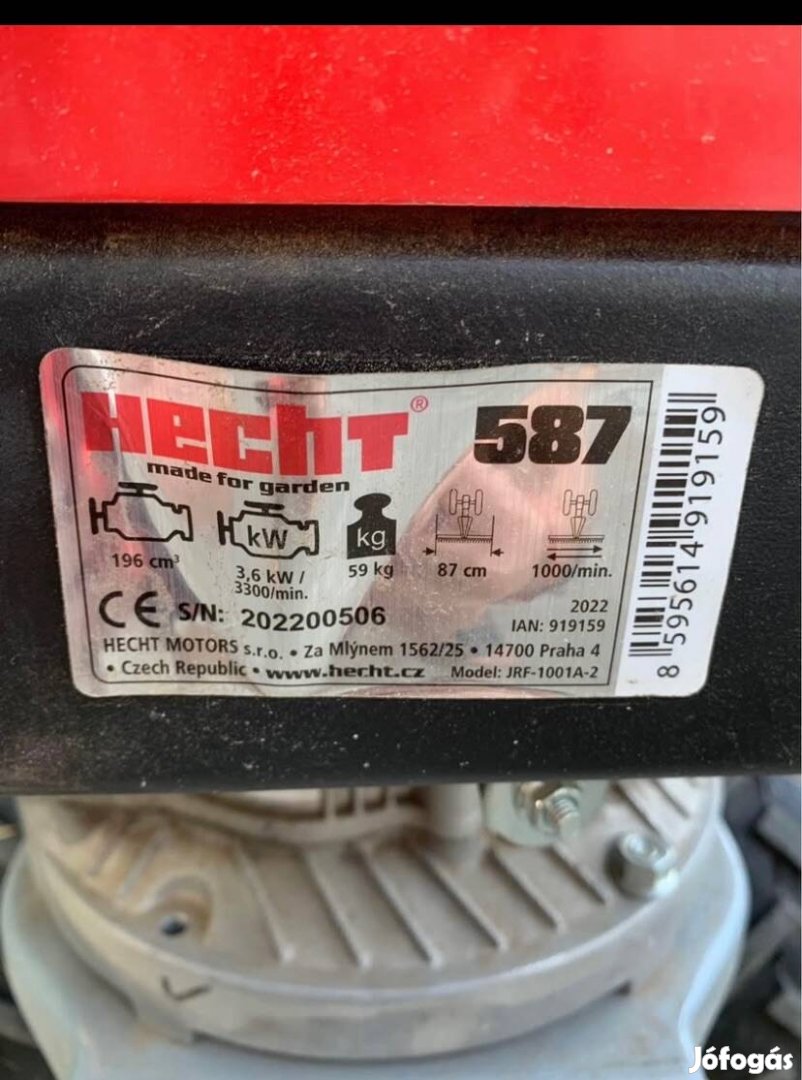 HECHT® 587
made for garden
kW
kg
196 cm³
3,6 kW /
3300/min.
59 kg
87 cm
1000/min.
CE S/N: 202200506
2022
IAN: 919159
HECHT MOTORS s.r.o. • Za Mlýnem 1562/25 • 14700 Praha 4
• Czech Republic • www.hecht.cz Model: JRF-1001A-2
8 595614 919159
Jófogás